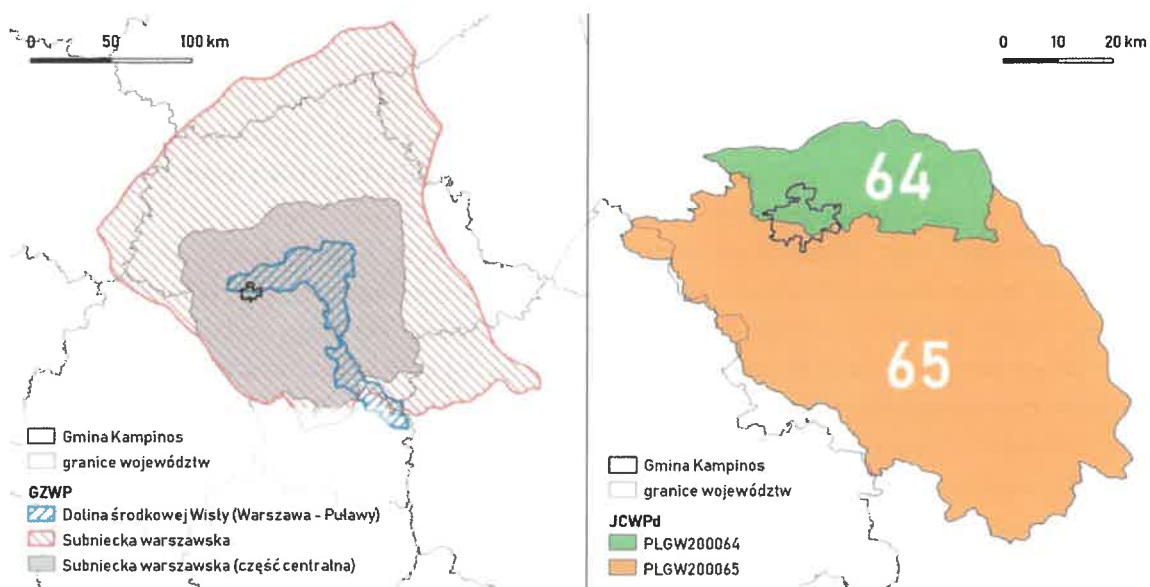 0 50 100 km
Gmina Kampinos
granice województw
GZWP
Dolina środkowej Wisły (Warszawa - Puławy)
Subniecka warszawska
Subniecka warszawska (część centralna)
0 10 20 km
64
65
Gmina Kampinos
granice województw
JCWPd
PLGW200064
PLGW200065